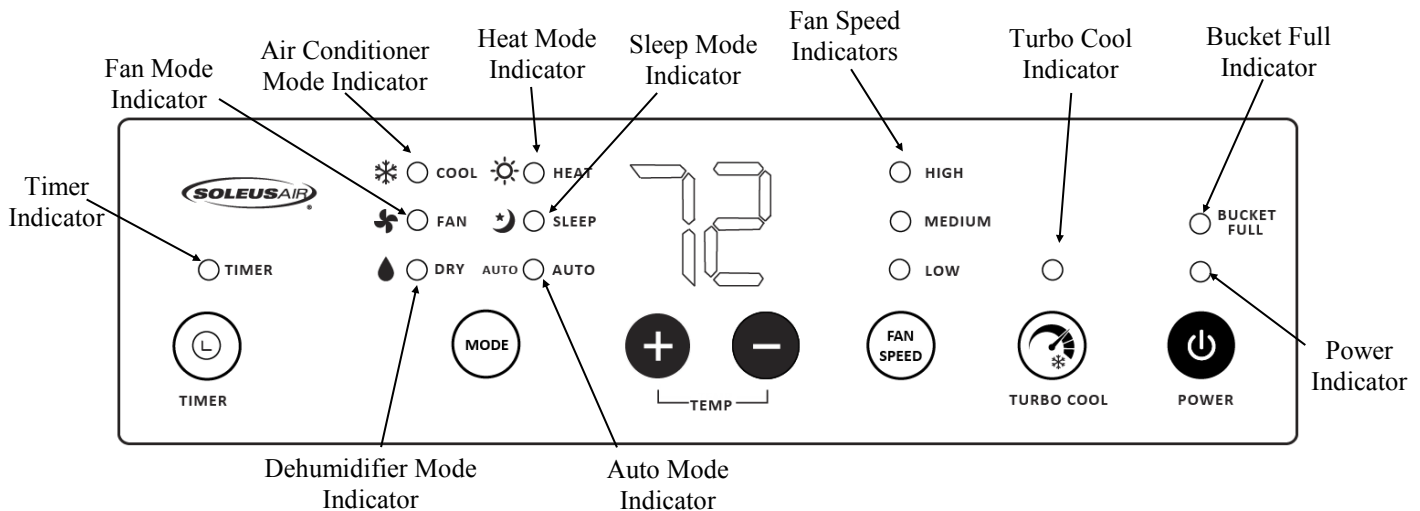 Fan Mode
Indicator
Air Conditioner
Mode Indicator
Heat Mode
Indicator
Sleep Mode
Indicator
Fan Speed
Indicators
Turbo Cool
Indicator
Bucket Full
Indicator
Timer
Indicator
SOLEUSAIR
TIMER
TIMER
COOL
HEAT
FAN
SLEEP
DRY
AUTO AUTO
MODE
72
TEMP
HIGH
MEDIUM
LOW
FAN
SPEED
TURBO COOL
BUCKET
FULL
POWER
Power
Indicator
Dehumidifier Mode
Indicator
Auto Mode
Indicator